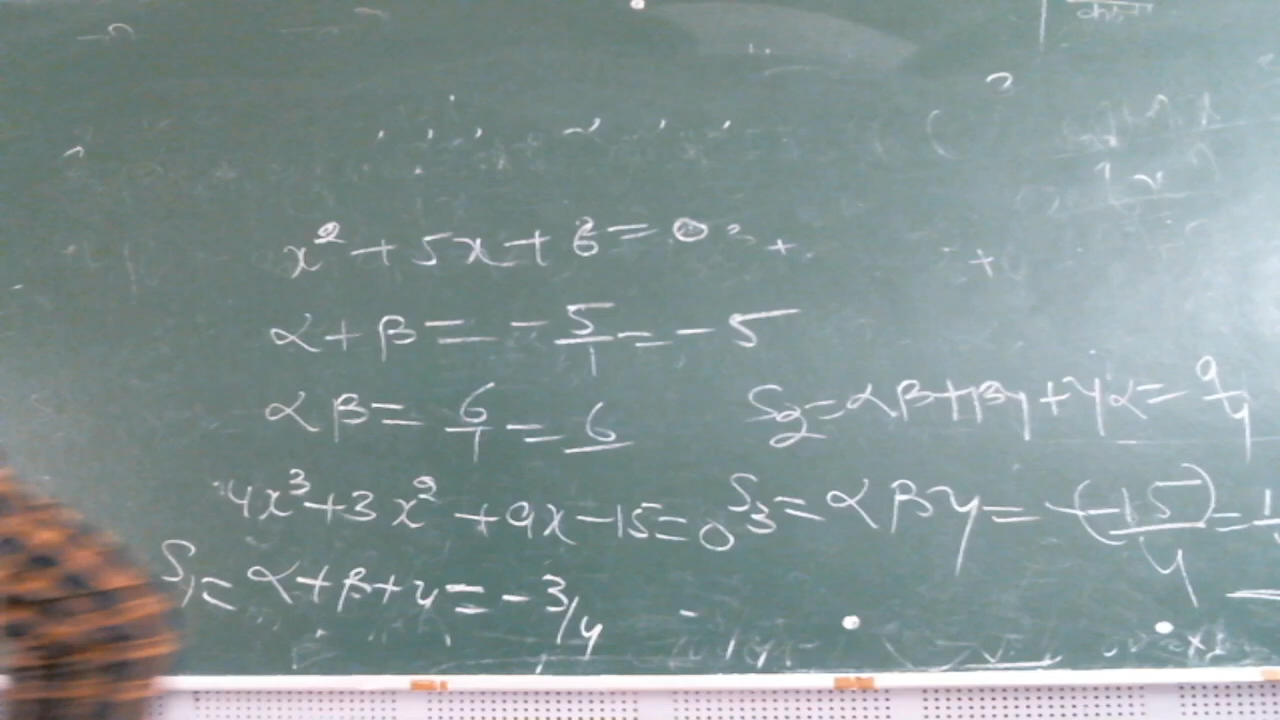 x² + 5x + 6 = 0
α + β = - 5/1 = - 5
αβ = 6/1 = 6
S₂ = αβ + βγ + γα = 9/4
4x³ + 3x² + 9x - 15 = 0
S₃ = αβγ = -(-15)/4 =
S₁ = α + β + γ = - 3/4